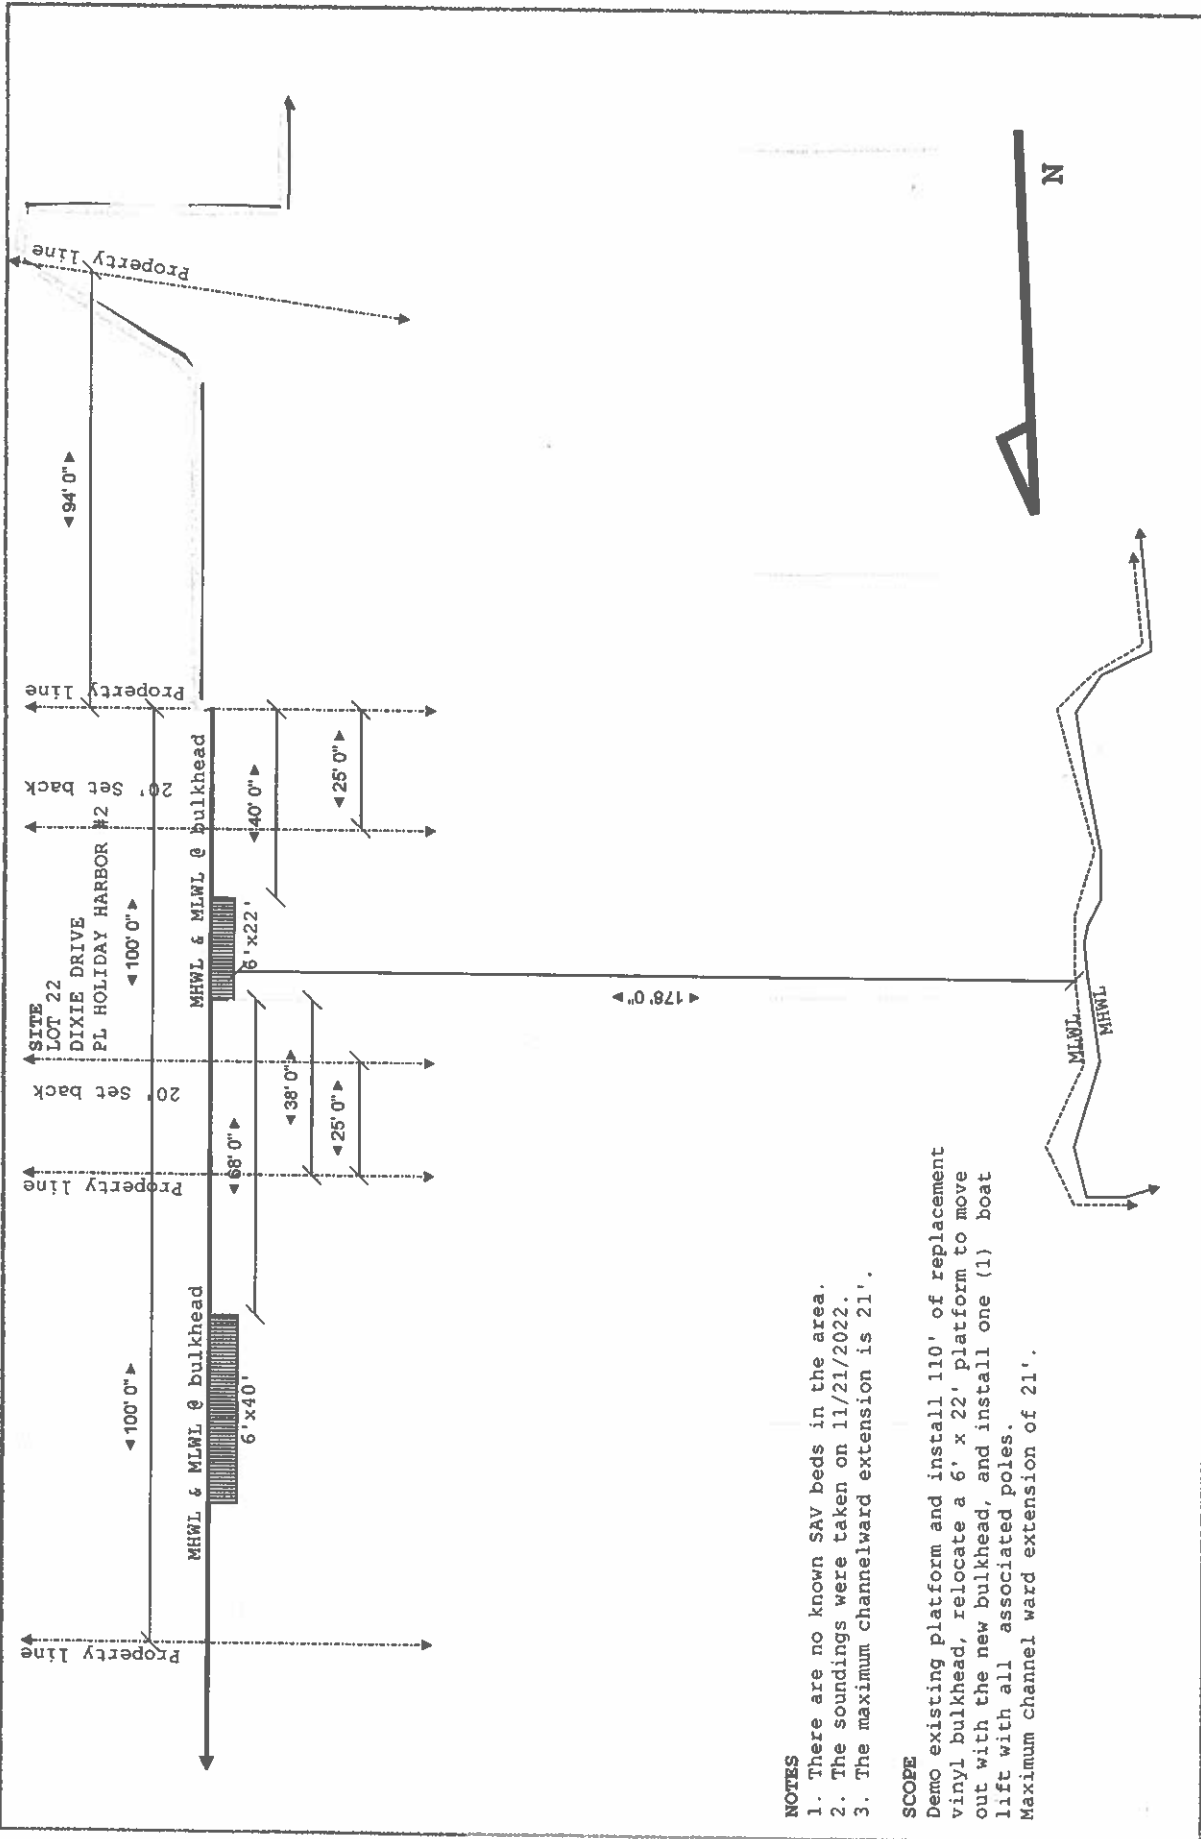 Property line
◄94' 0"►
Property line
20' Set back
SITE
LOT 22
DIXIE DRIVE
PL HOLIDAY HARBOR #2
◄100' 0"►
20' Set back
Property line
◄100' 0"►
Property line
MHWL & MLWL @ bulkhead
MHWL & MLWL @ bulkhead
6'x22'
6'x40'
◄40' 0"►
◄25' 0"►
◄68' 0"►
◄38' 0"►
◄25' 0"►
◄178' 0"►
MLWL
MHWL
N
NOTES
1. There are no known SAV beds in the area.
2. The soundings were taken on 11/21/2022.
3. The maximum channelward extension is 21'.
SCOPE
Demo existing platform and install 110' of replacement
vinyl bulkhead, relocate a 6' x 22' platform to move
out with the new bulkhead, and install one (1) boat
lift with all associated poles.
Maximum channel ward extension of 21'.